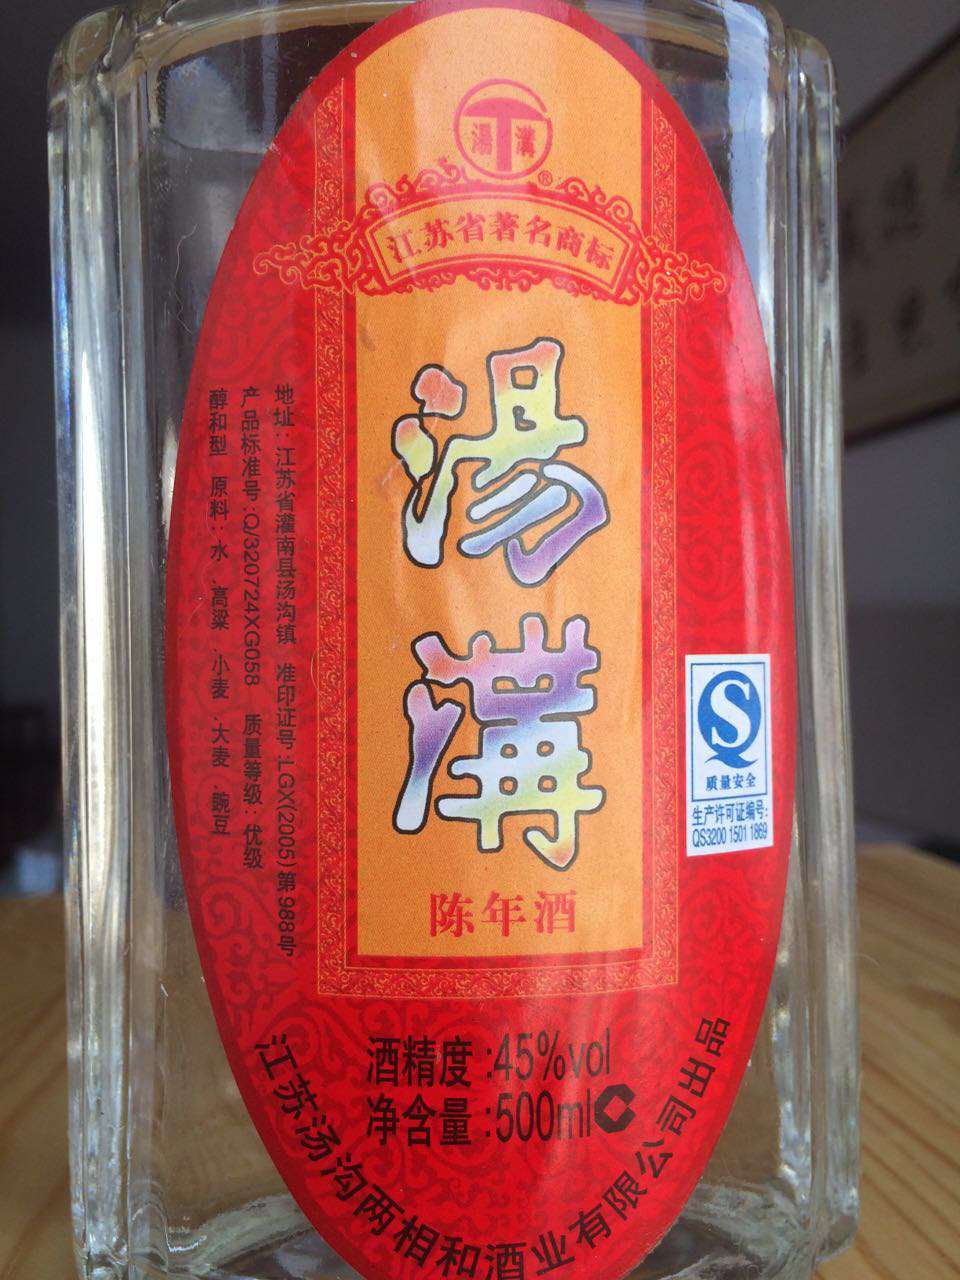 湯溝
江苏省著名商标
湯溝
陈年酒
地址:江苏省灌南县汤沟镇 准印证号:LGX(2005)第988号
产品标准号:Q/320724XG058 质量等级:优级
醇和型 原料:水、高粱、小麦、大麦、豌豆
质量安全
生产许可证编号:
QS3200 1501 1869
酒精度:45%vol
净含量:500ml
江苏汤沟两相和酒业有限公司出品